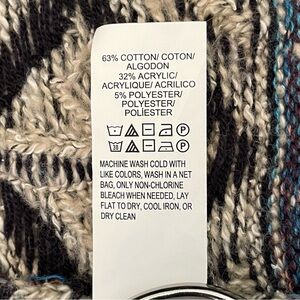 63% COTTON/ COTON/
ALGODON
32% ACRYLIC/
ACRYLIQUE/ ACRILICO
5% POLYESTER/
POLYESTER/
POLIÉSTER
MACHINE WASH COLD WITH
LIKE COLORS, WASH IN A NET
BAG, ONLY NON-CHLORINE
BLEACH WHEN NEEDED, LAY
FLAT TO DRY, COOL IRON, OR
DRY CLEAN